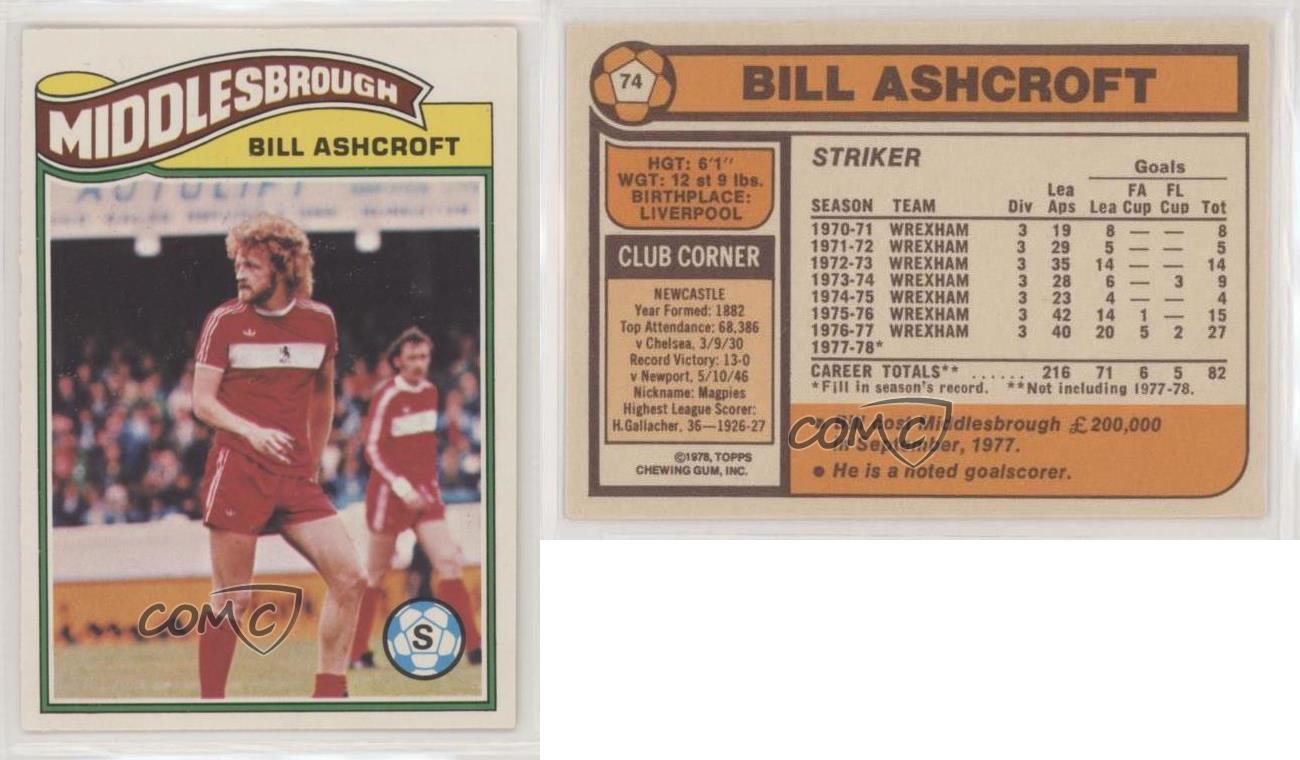 MIDDLESBROUGH
BILL ASHCROFT
AUTOLIFT
S
COMC
74
BILL ASHCROFT
HGT: 6'1"
WGT: 12 st 9 lbs.
BIRTHPLACE:
LIVERPOOL
CLUB CORNER
NEWCASTLE
Year Formed: 1882
Top Attendance: 68,386
v Chelsea, 3/9/30
Record Victory: 13-0
v Newport, 5/10/46
Nickname: Magpies
Highest League Scorer:
H.Gallacher, 36—1926-27
©1978, TOPPS
CHEWING GUM, INC.
STRIKER
Goals
Lea FA FL
SEASON TEAM Div Aps Lea Cup Cup Tot
1970-71 WREXHAM 3 19 8 — — 8
1971-72 WREXHAM 3 29 5 — — 5
1972-73 WREXHAM 3 35 14 — — 14
1973-74 WREXHAM 3 28 6 — 3 9
1974-75 WREXHAM 3 23 4 — — 4
1975-76 WREXHAM 3 42 14 1 — 15
1976-77 WREXHAM 3 40 20 5 2 27
1977-78*
CAREER TOTALS** ...... 216 71 6 5 82
*Fill in season's record. **Not including 1977-78.
cost Middlesbrough £200,000
in September, 1977.
● He is a noted goalscorer.
COMC